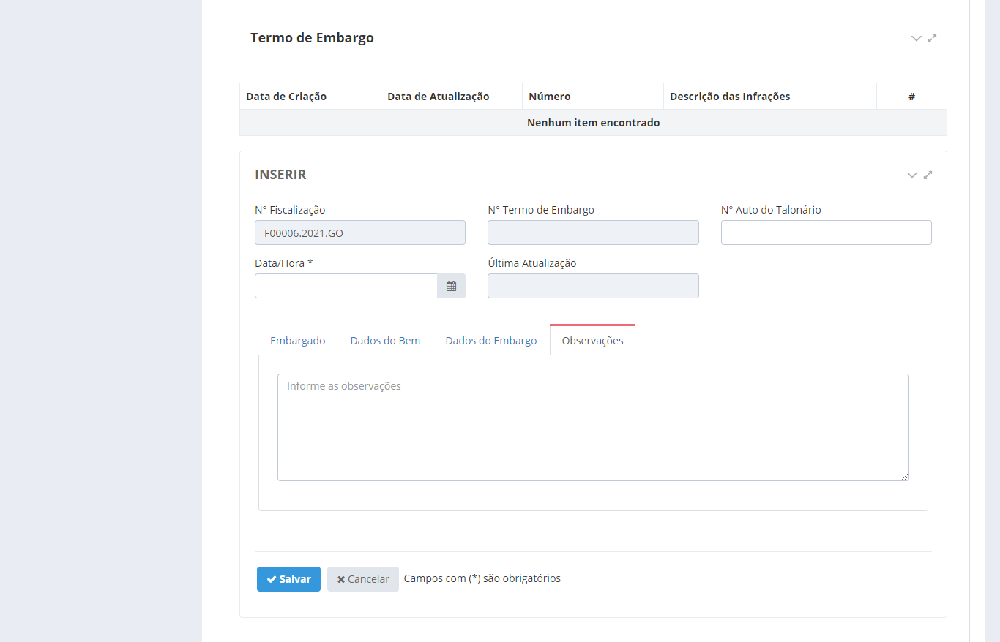 Termo de Embargo
Data de Criação Data de Atualização Número Descrição das Infrações #
Nenhum item encontrado
INSERIR
N° Fiscalização N° Termo de Embargo N° Auto do Talonário
F00006.2021.GO
Data/Hora * Última Atualização
Embargado Dados do Bem Dados do Embargo Observações
Informe as observações
Salvar Cancelar Campos com (*) são obrigatórios